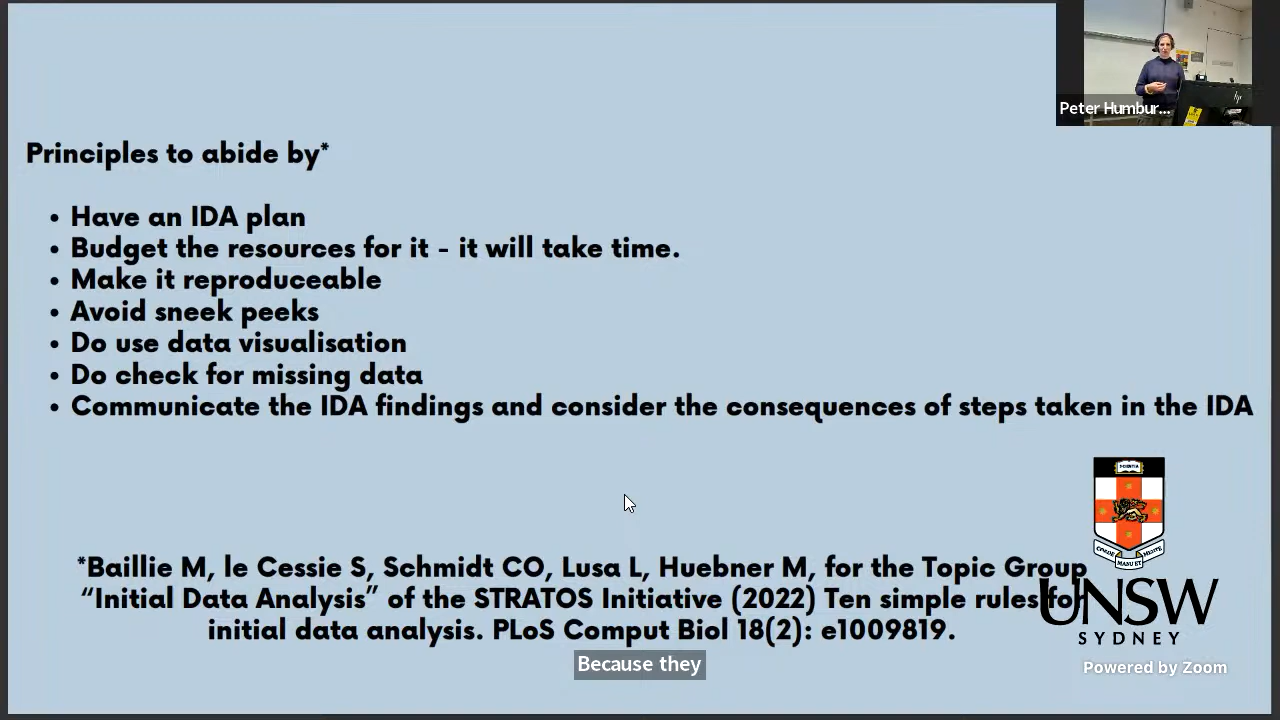 Peter Humbur...
Principles to abide by*
• Have an IDA plan
• Budget the resources for it - it will take time.
• Make it reproduceable
• Avoid sneek peeks
• Do use data visualisation
• Do check for missing data
• Communicate the IDA findings and consider the consequences of steps taken in the IDA
*Baillie M, le Cessie S, Schmidt CO, Lusa L, Huebner M, for the Topic Group
“Initial Data Analysis” of the STRATOS Initiative (2022) Ten simple rules for
initial data analysis. PLoS Comput Biol 18(2): e1009819.
SCIENTIA
MANU ET
UNSW
SYDNEY
Because they
Powered by Zoom